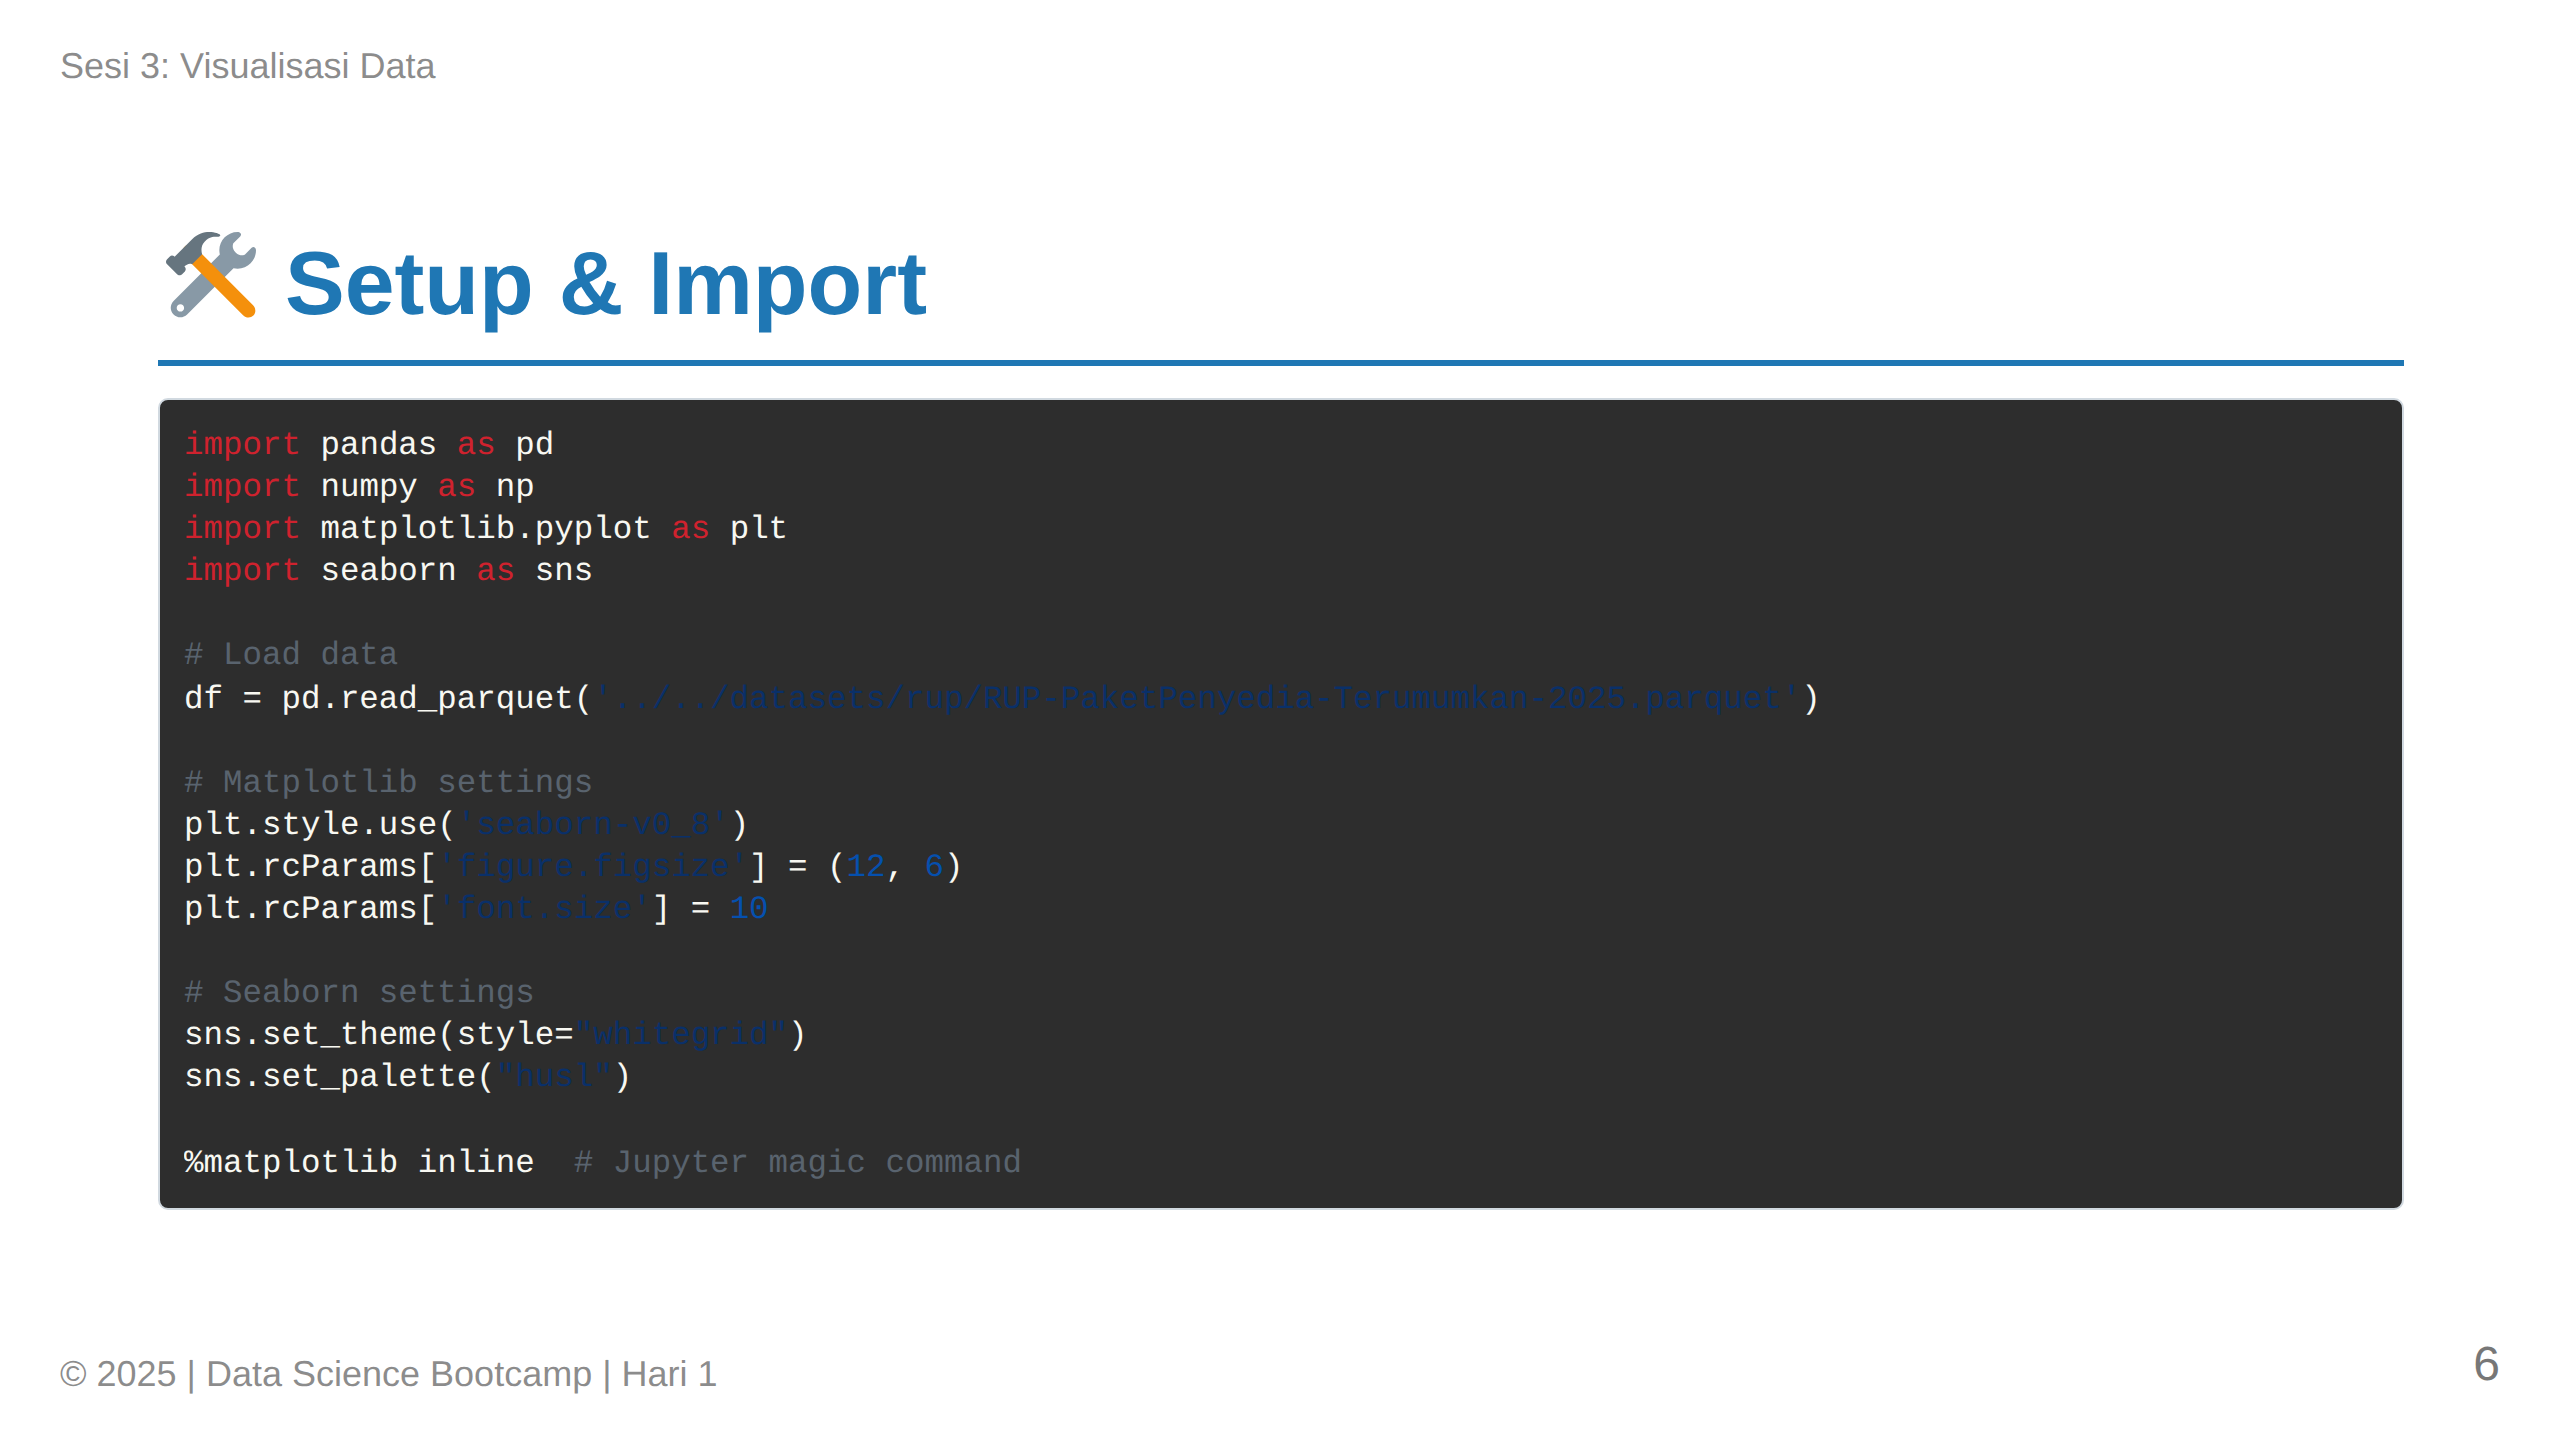 Sesi 3: Visualisasi Data
🛠️ Setup & Import
import pandas as pd
import numpy as np
import matplotlib.pyplot as plt
import seaborn as sns
# Load data
df = pd.read_parquet('../../datasets/rup/RUP-PaketPenyedia-Terumumkan-2025.parquet')
# Matplotlib settings
plt.style.use('seaborn-v0_8')
plt.rcParams['figure.figsize'] = (12, 6)
plt.rcParams['font.size'] = 10
# Seaborn settings
sns.set_theme(style="whitegrid")
sns.set_palette("husl")
%matplotlib inline  # Jupyter magic command
© 2025 | Data Science Bootcamp | Hari 1
6